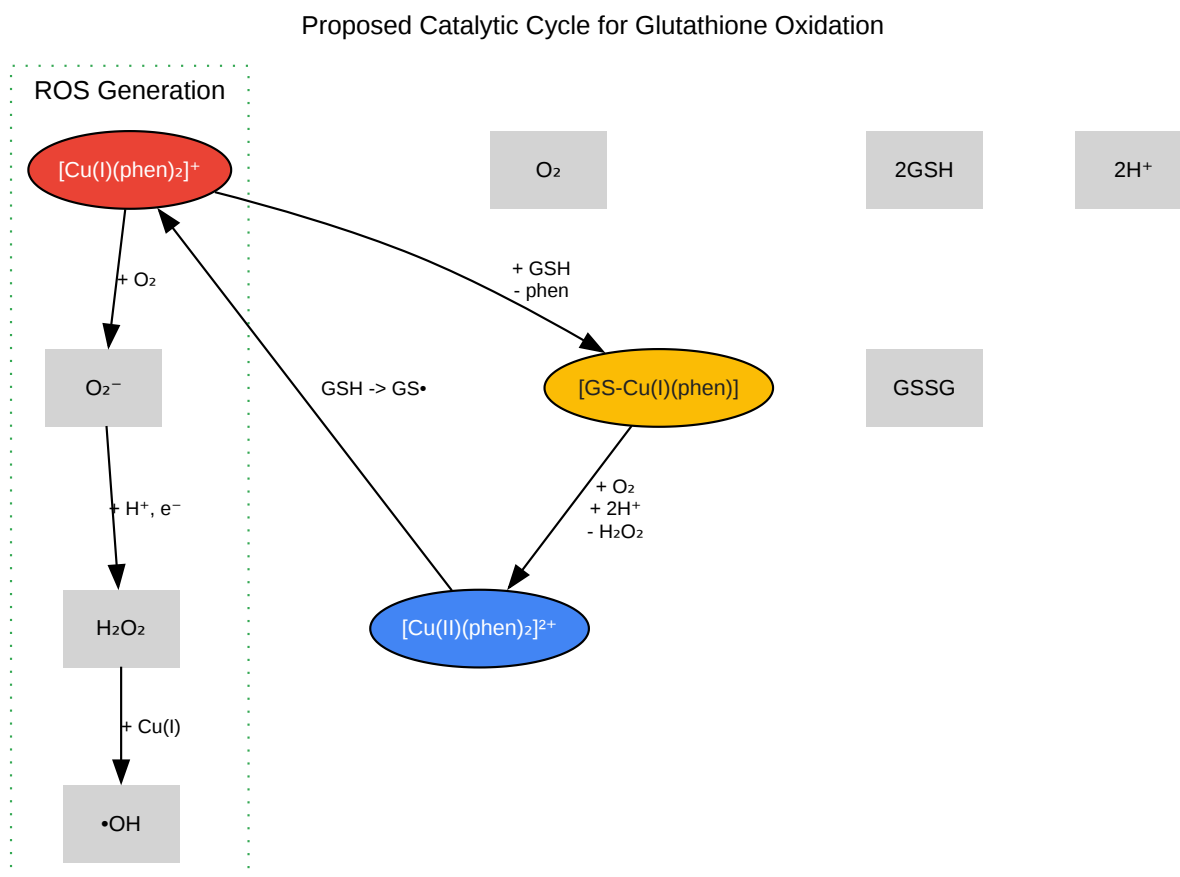 Proposed Catalytic Cycle for Glutathione Oxidation
ROS Generation
[Cu(I)(phen)₂]⁺
O₂
2GSH
2H⁺
+ O₂
+ GSH
- phen
O₂⁻
GSH -> GS•
[GS-Cu(I)(phen)]
GSSG
+ H⁺, e⁻
+ O₂
+ 2H⁺
- H₂O₂
H₂O₂
[Cu(II)(phen)₂]²⁺
+ Cu(I)
•OH